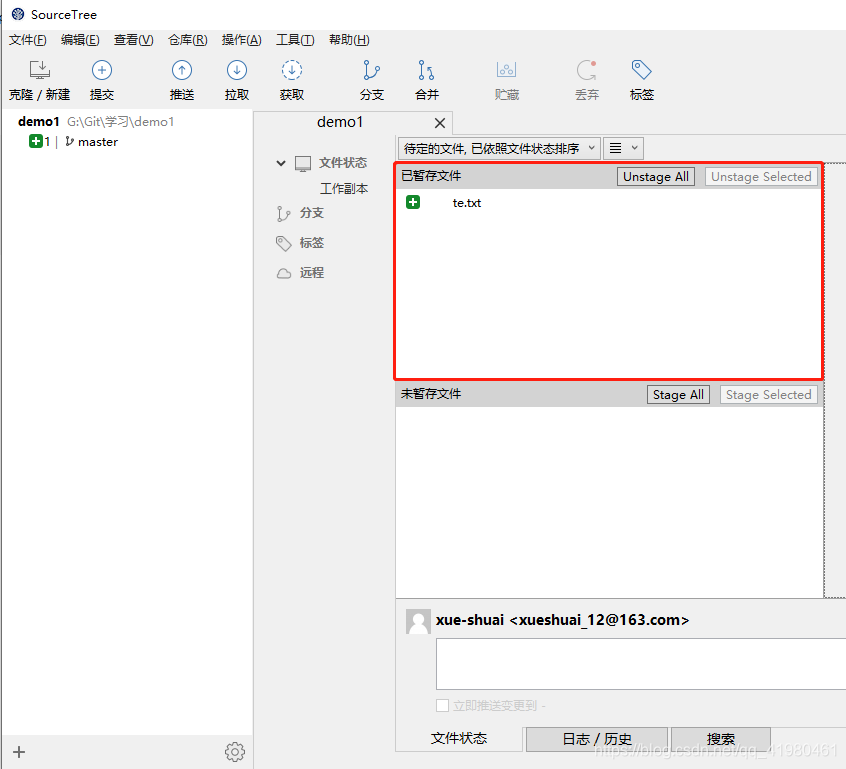 SourceTree
文件(F) 编辑(E) 查看(V) 仓库(R) 操作(A) 工具(T) 帮助(H)
克隆 / 新建 提交 推送 拉取 获取 分支 合并 贮藏 丢弃 标签
demo1 G:\Git\学习\demo1
1 master
demo1
文件状态
工作副本
分支
标签
远程
待定的文件, 已依照文件状态排序
已暂存文件 Unstage All Unstage Selected
te.txt
未暂存文件 Stage All Stage Selected
xue-shuai <xueshuai_12@163.com>
立即推送变更到 -
文件状态 日志 / 历史 搜索
https://blog.csdn.net/qq_41980461